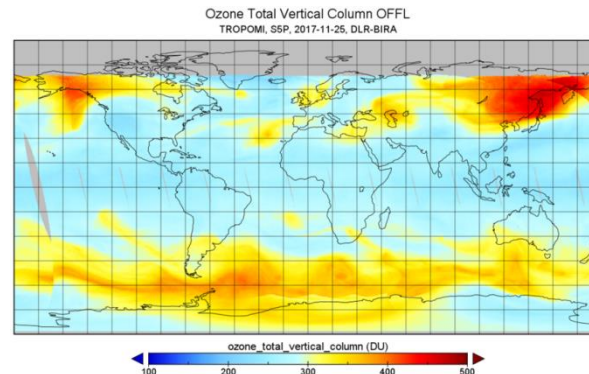 Ozone Total Vertical Column OFFL
TROPOMI, S5P, 2017-11-25, DLR-BIRA
ozone_total_vertical_column (DU)
100 200 300 400 500